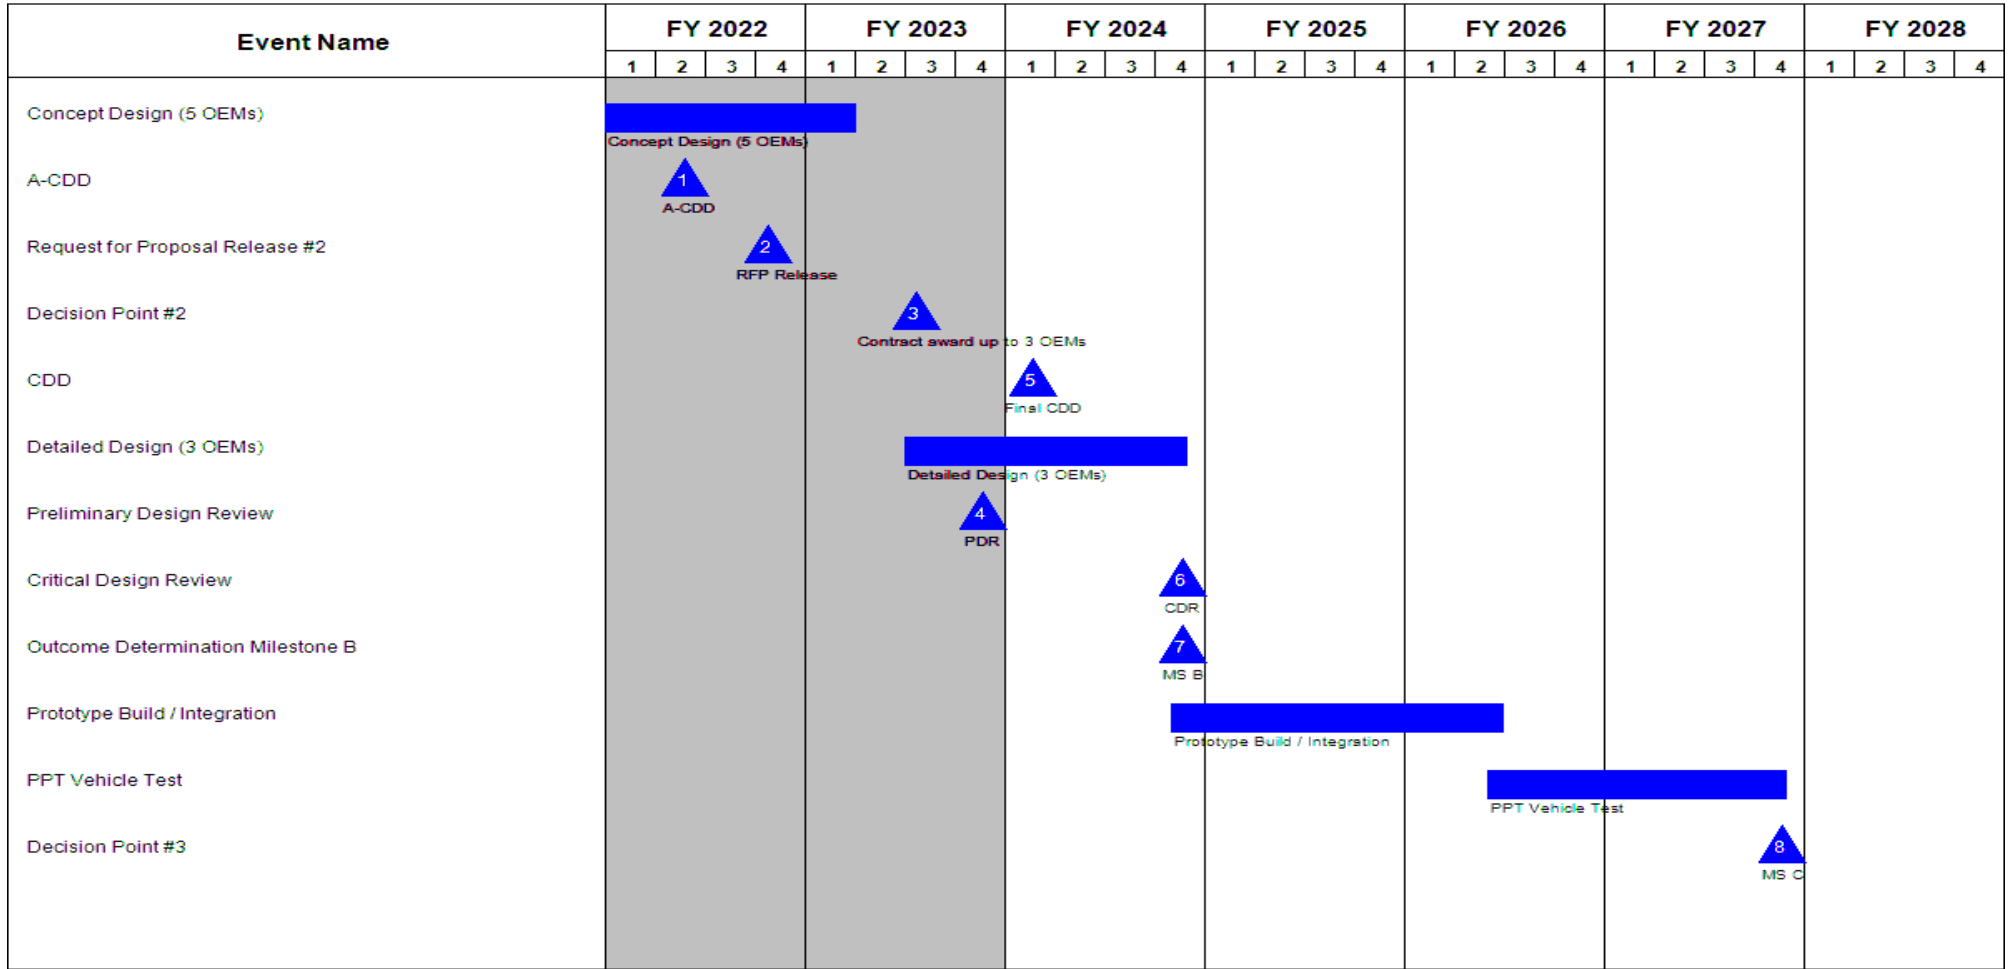 Event Name
FY 2022 FY 2023 FY 2024 FY 2025 FY 2026 FY 2027 FY 2028
1 2 3 4 1 2 3 4 1 2 3 4 1 2 3 4 1 2 3 4 1 2 3 4 1 2 3 4
Concept Design (5 OEMs)
Concept Design (5 OEMs)
A-CDD
1
A-CDD
Request for Proposal Release #2
2
RFP Release
Decision Point #2
3
Contract award up to 3 OEMs
CDD
5
Final CDD
Detailed Design (3 OEMs)
Detailed Design (3 OEMs)
Preliminary Design Review
4
PDR
Critical Design Review
6
CDR
Outcome Determination Milestone B
7
MS B
Prototype Build / Integration
Prototype Build / Integration
PPT Vehicle Test
PPT Vehicle Test
Decision Point #3
8
MS C